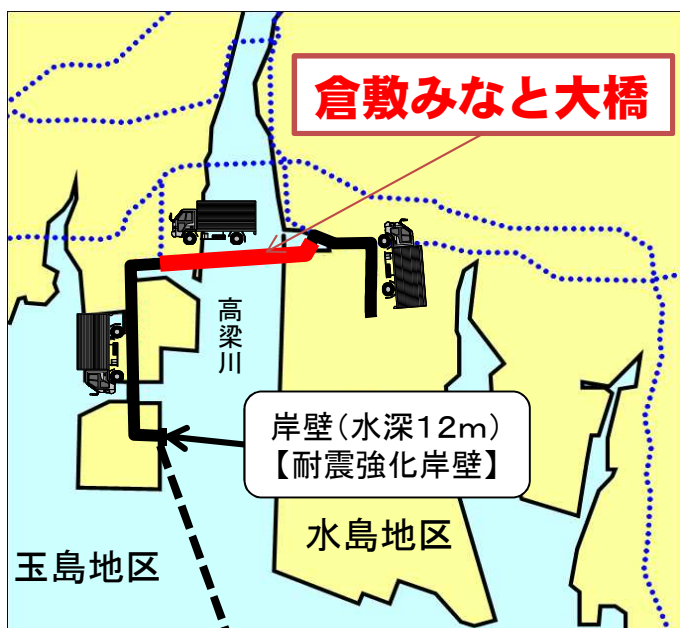 倉敷みなと大橋
高梁川
岸壁(水深12m)
【耐震強化岸壁】
水島地区
玉島地区